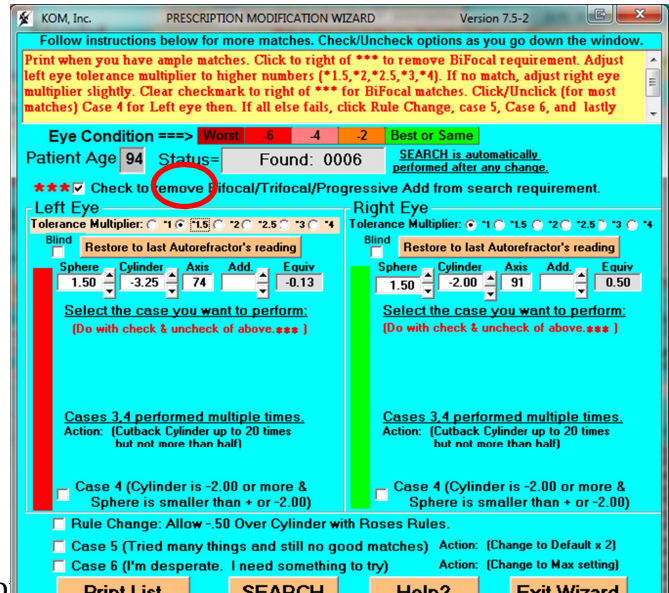 KOM, Inc. PRESCRIPTION MODIFICATION WIZARD Version 7.5-2
Follow instructions below for more matches. Check/Uncheck options as you go down the window.
Print when you have ample matches. Click to right of *** to remove BiFocal requirement. Adjust
left eye tolerance multiplier to higher numbers (*1.5,*2,*2.5,*3,*4). If no match, adjust right eye
multiplier slightly. Clear checkmark to right of *** for BiFocal matches. Click/Unclick (for most
matches) Case 4 for Left eye then. If all else fails, click Rule Change, case 5, Case 6, and lastly
Eye Condition ===> Worst -6 -4 -2 Best or Same
Patient Age 94 Status= Found: 0006 SEARCH is automatically
performed after any change.
*** Check to remove Bifocal/Trifocal/Progressive Add from search requirement.
Left Eye Right Eye
Tolerance Multiplier: *1 *1.5 *2 *2.5 *3 *4 Tolerance Multiplier: *1 *1.5 *2 *2.5 *3 *4
Blind Restore to last Autorefractor's reading Blind Restore to last Autorefractor's reading
Sphere Cylinder Axis Add. Equiv Sphere Cylinder Axis Add. Equiv
1.50 -3.25 74 -0.13 1.50 -2.00 91 0.50
Select the case you want to perform: Select the case you want to perform:
(Do with check & uncheck of above.*** ) (Do with check & uncheck of above.*** )
Cases 3,4 performed multiple times. Cases 3,4 performed multiple times.
Action: (Cutback Cylinder up to 20 times Action: (Cutback Cylinder up to 20 times
but not more than half) but not more than half)
Case 4 (Cylinder is -2.00 or more & Case 4 (Cylinder is -2.00 or more &
Sphere is smaller than + or -2.00) Sphere is smaller than + or -2.00)
Rule Change: Allow -.50 Over Cylinder with Roses Rules.
Case 5 (Tried many things and still no good matches) Action: (Change to Default x 2)
Case 6 (I'm desperate. I need something to try) Action: (Change to Max setting)
Print List SEARCH Help? Exit Wizard